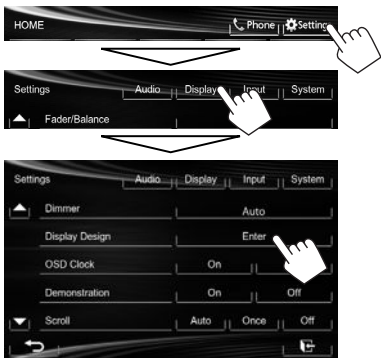 HOME Phone Setting
Settings Audio Display Input System
Fader/Balance
Settings Audio Display Input System
Dimmer Auto
Display Design Enter
OSD Clock On
Demonstration On Off
Scroll Auto Once Off